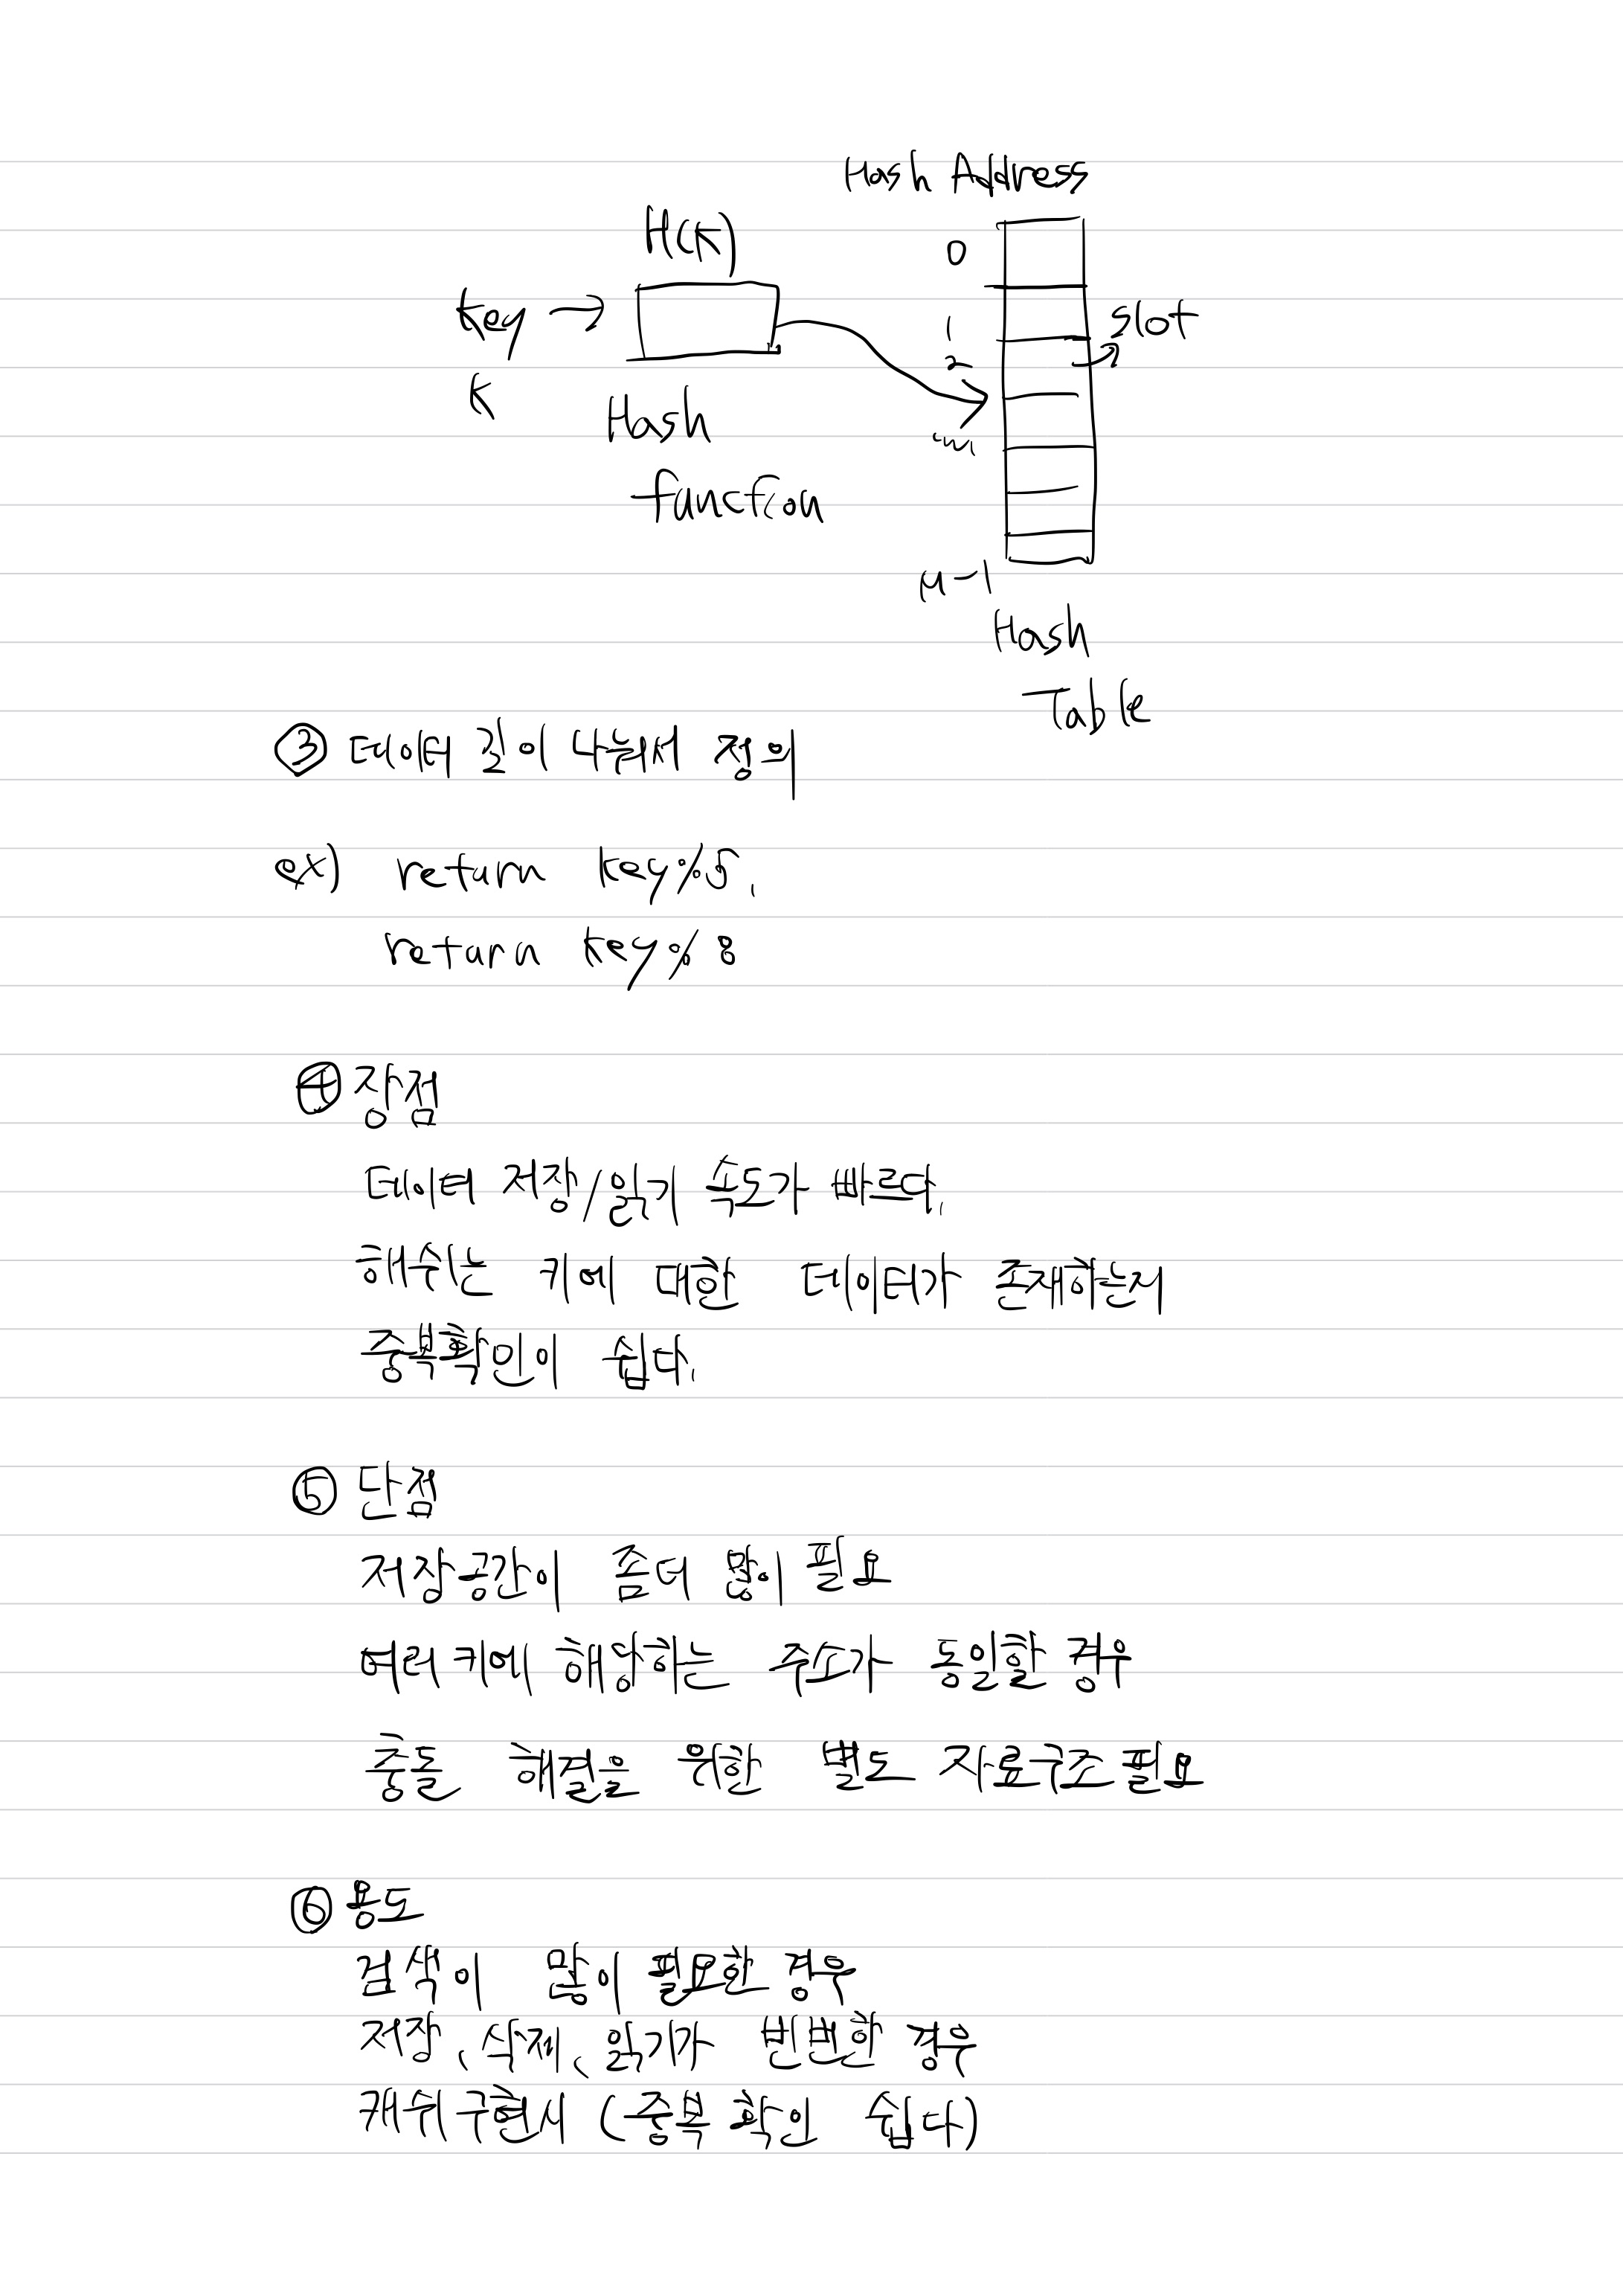 Hash Address
H(K)
0
key →
slot
1
2
K
Hash
function
M-1
Hash
Table
③ 데이터 길이 나눠서 정의
ex) return key%5,
return key%8
④ 장점
데이터 저장/읽기 속도가 빠르다.
해쉬는 키에 대한 데이터가 존재하는지
중복확인이 쉽다.
⑤ 단점
저장공간이 좀더 많이 필요
여러 키에 해당하는 주소가 동일할 경우
충돌 해결을 위한 별도 자료구조 필요
⑥ 용도
검색이 많이 필요한 경우
저장, 삭제, 읽기가 빈번한 경우
캐쉬 구현시 (중복 확인 쉽다)